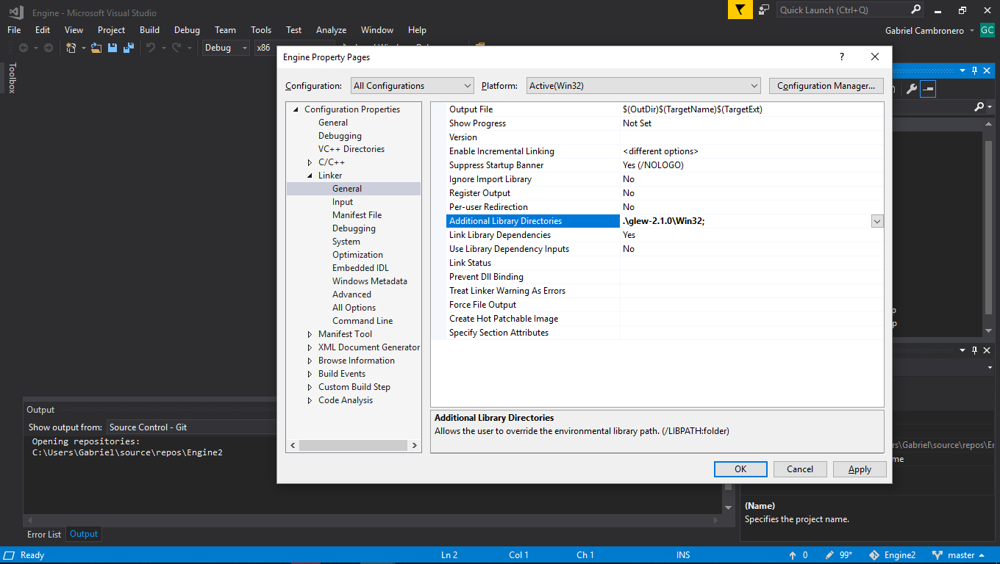 Engine - Microsoft Visual Studio
Quick Launch (Ctrl+Q)
File Edit View Project Build Debug Team Tools Test Analyze Window Help
Gabriel Cambronero GC
Debug x86
Toolbox
Engine Property Pages ?
Configuration: All Configurations Platform: Active(Win32) Configuration Manager...
Configuration Properties
General
Debugging
VC++ Directories
C/C++
Linker
General
Input
Manifest File
Debugging
System
Optimization
Embedded IDL
Windows Metadata
Advanced
All Options
Command Line
Manifest Tool
XML Document Generator
Browse Information
Build Events
Custom Build Step
Code Analysis
Output File $(OutDir)$(TargetName)$(TargetExt)
Show Progress Not Set
Version
Enable Incremental Linking <different options>
Suppress Startup Banner Yes (/NOLOGO)
Ignore Import Library No
Register Output No
Per-user Redirection No
Additional Library Directories .\glew-2.1.0\Win32;
Link Library Dependencies Yes
Use Library Dependency Inputs No
Link Status
Prevent Dll Binding
Treat Linker Warning As Errors
Force File Output
Create Hot Patchable Image
Specify Section Attributes
Additional Library Directories
Allows the user to override the environmental library path. (/LIBPATH:folder)
OK Cancel Apply
Output
Show output from: Source Control - Git
Opening repositories:
C:\Users\Gabriel\source\repos\Engine2
Error List Output
p
p
rs\Gabriel\source\repos\En
me
(Name)
Specifies the project name.
Ready Ln 2 Col 1 Ch 1 INS 0 99* Engine2 master